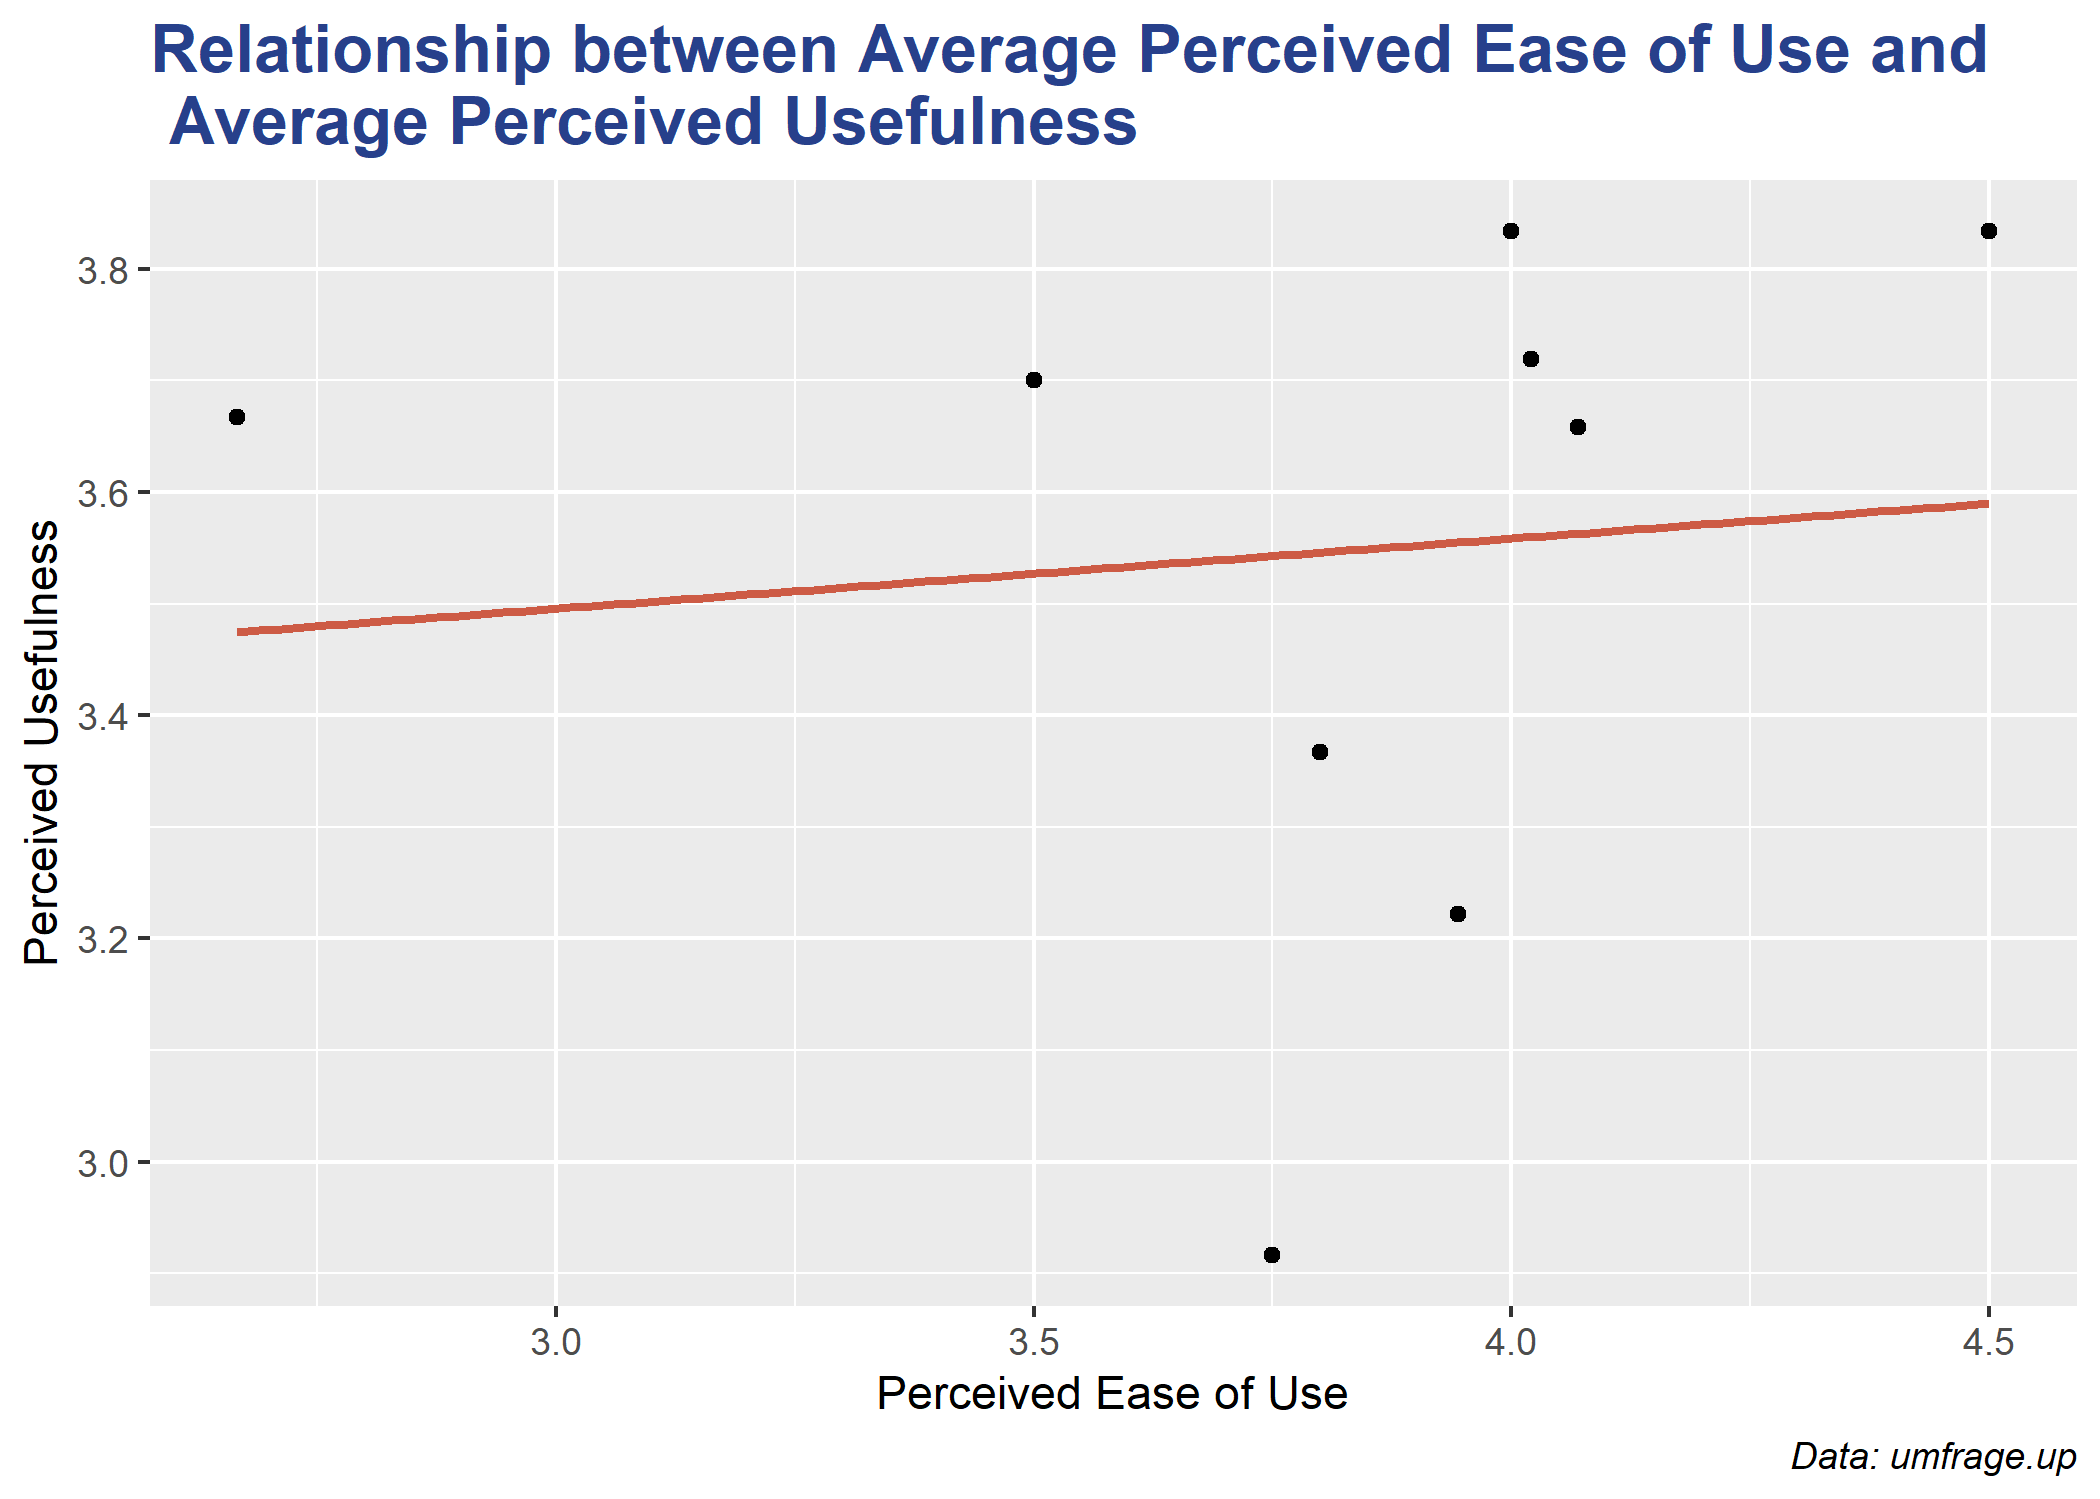 Relationship between Average Perceived Ease of Use and
Average Perceived Usefulness
Perceived Usefulness
3.8
3.6
3.4
3.2
3.0
3.0 3.5 4.0 4.5
Perceived Ease of Use
Data: umfrage.up